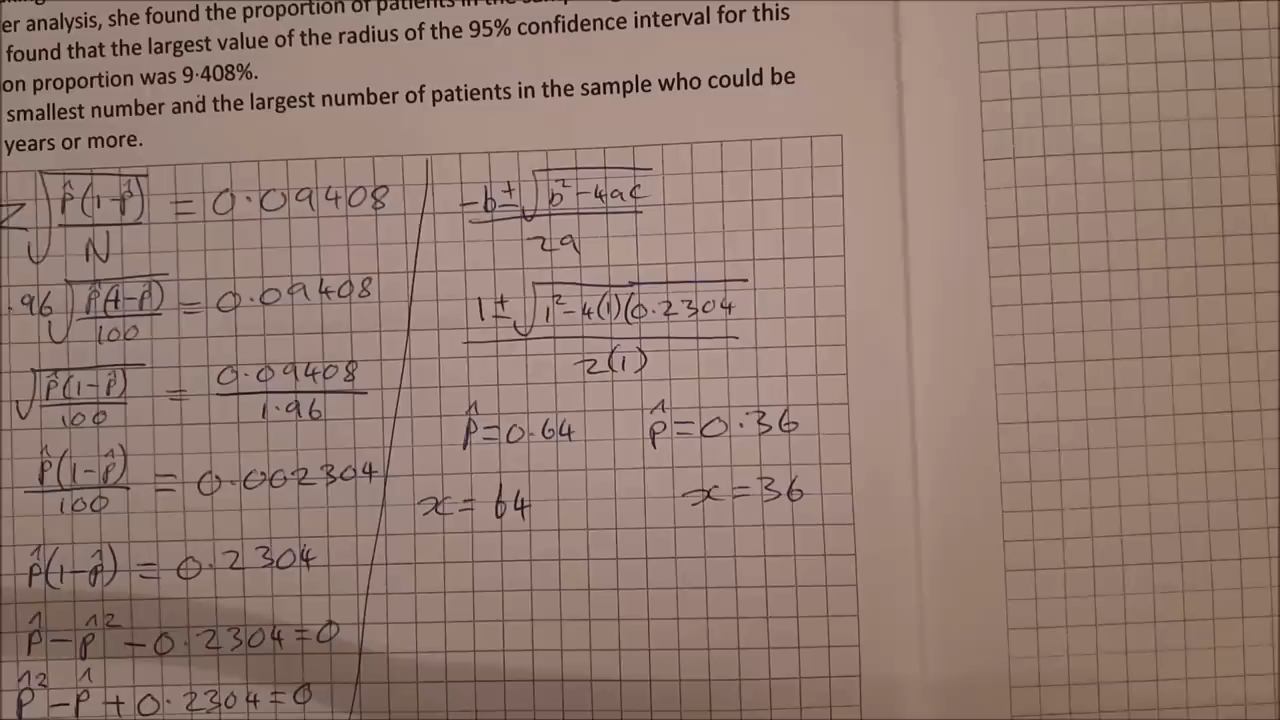 er analysis, she found the proportion of patients in the
found that the largest value of the radius of the 95% confidence interval for this
on proportion was 9·408%.
smallest number and the largest number of patients in the sample who could be
years or more.
Z √(p̂(1-p̂)/N) = 0.09408
.96 √(p̂(1-p̂)/100) = 0.09408
√(p̂(1-p̂)/100) = 0.09408/1.96
p̂(1-p̂)/100 = 0.002304
p̂(1-p̂) = 0.2304
p̂ - p̂² - 0.2304 = 0
p̂² - p̂ + 0.2304 = 0
-b ± √(b² - 4ac) / 2a
1 ± √(1² - 4(1)(0.2304 / 2(1)
p̂ = 0.64 p̂ = 0.36
x = 64 x = 36